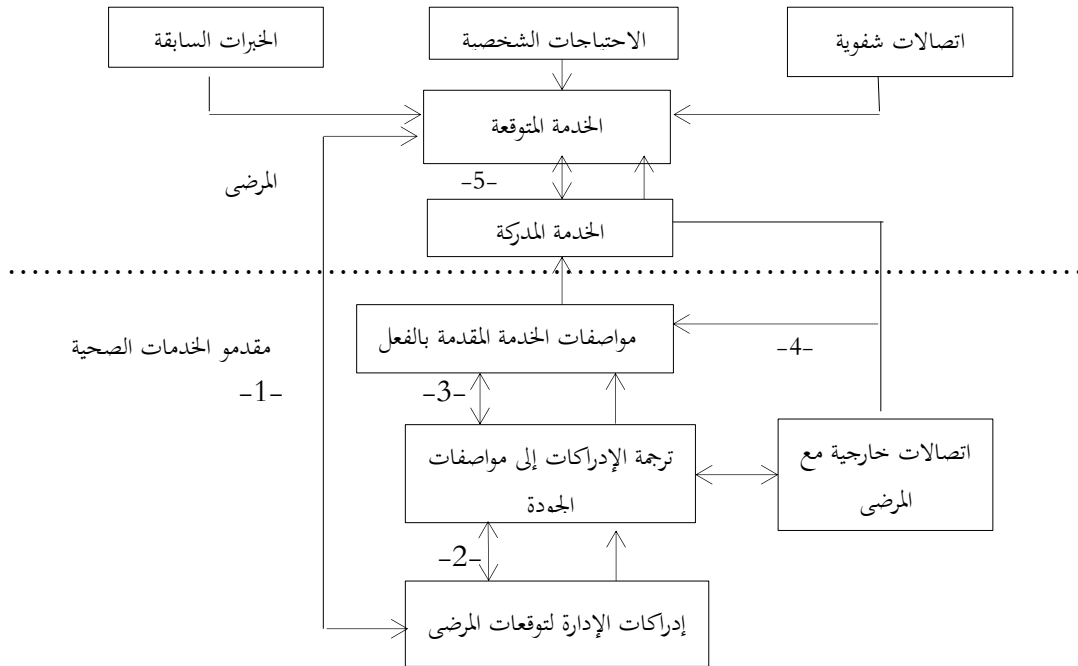 الخبرات السابقة
الاحتياجات الشخصية
اتصالات شفوية
الخدمة المتوقعة
المرضى
-5-
الخدمة المدركة
مقدمو الخدمات الصحية
-1-
مواصفات الخدمة المقدمة بالفعل
-4-
-3-
ترجمة الإدراكات إلى مواصفات
الجودة
اتصالات خارجية مع
المرضى
-2-
إدراكات الإدارة لتوقعات المرضى